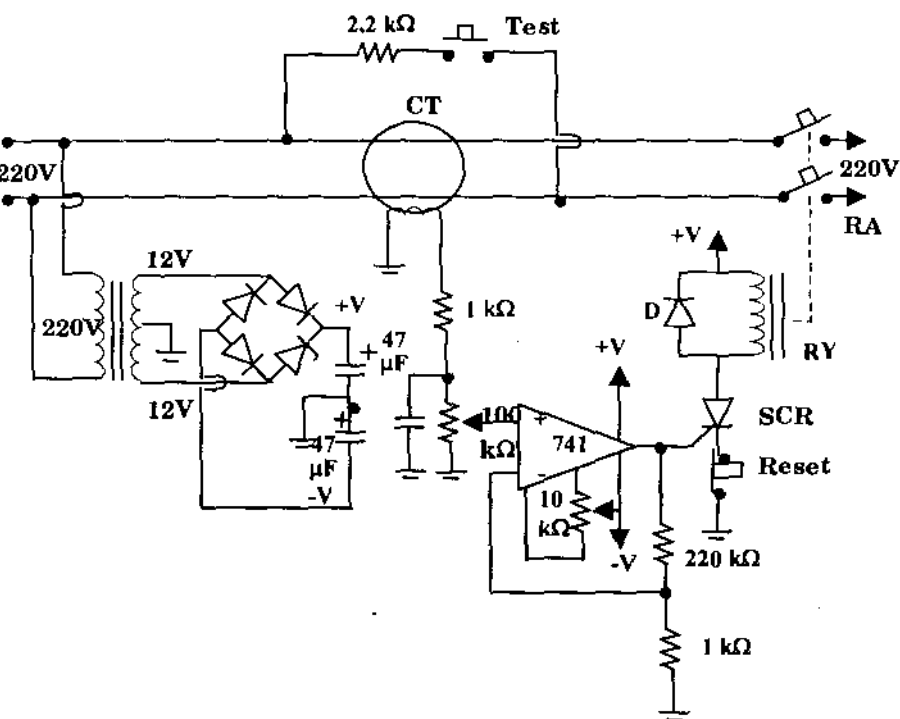 2.2 kΩ
Test
CT
220V
220V
RA
+V
12V
220V
12V
+V
+ 47
μF
+
47
μF
-V
1 kΩ
D
RY
+V
100
kΩ
+
741
-
SCR
Reset
10
kΩ
-V
220 kΩ
1 kΩ